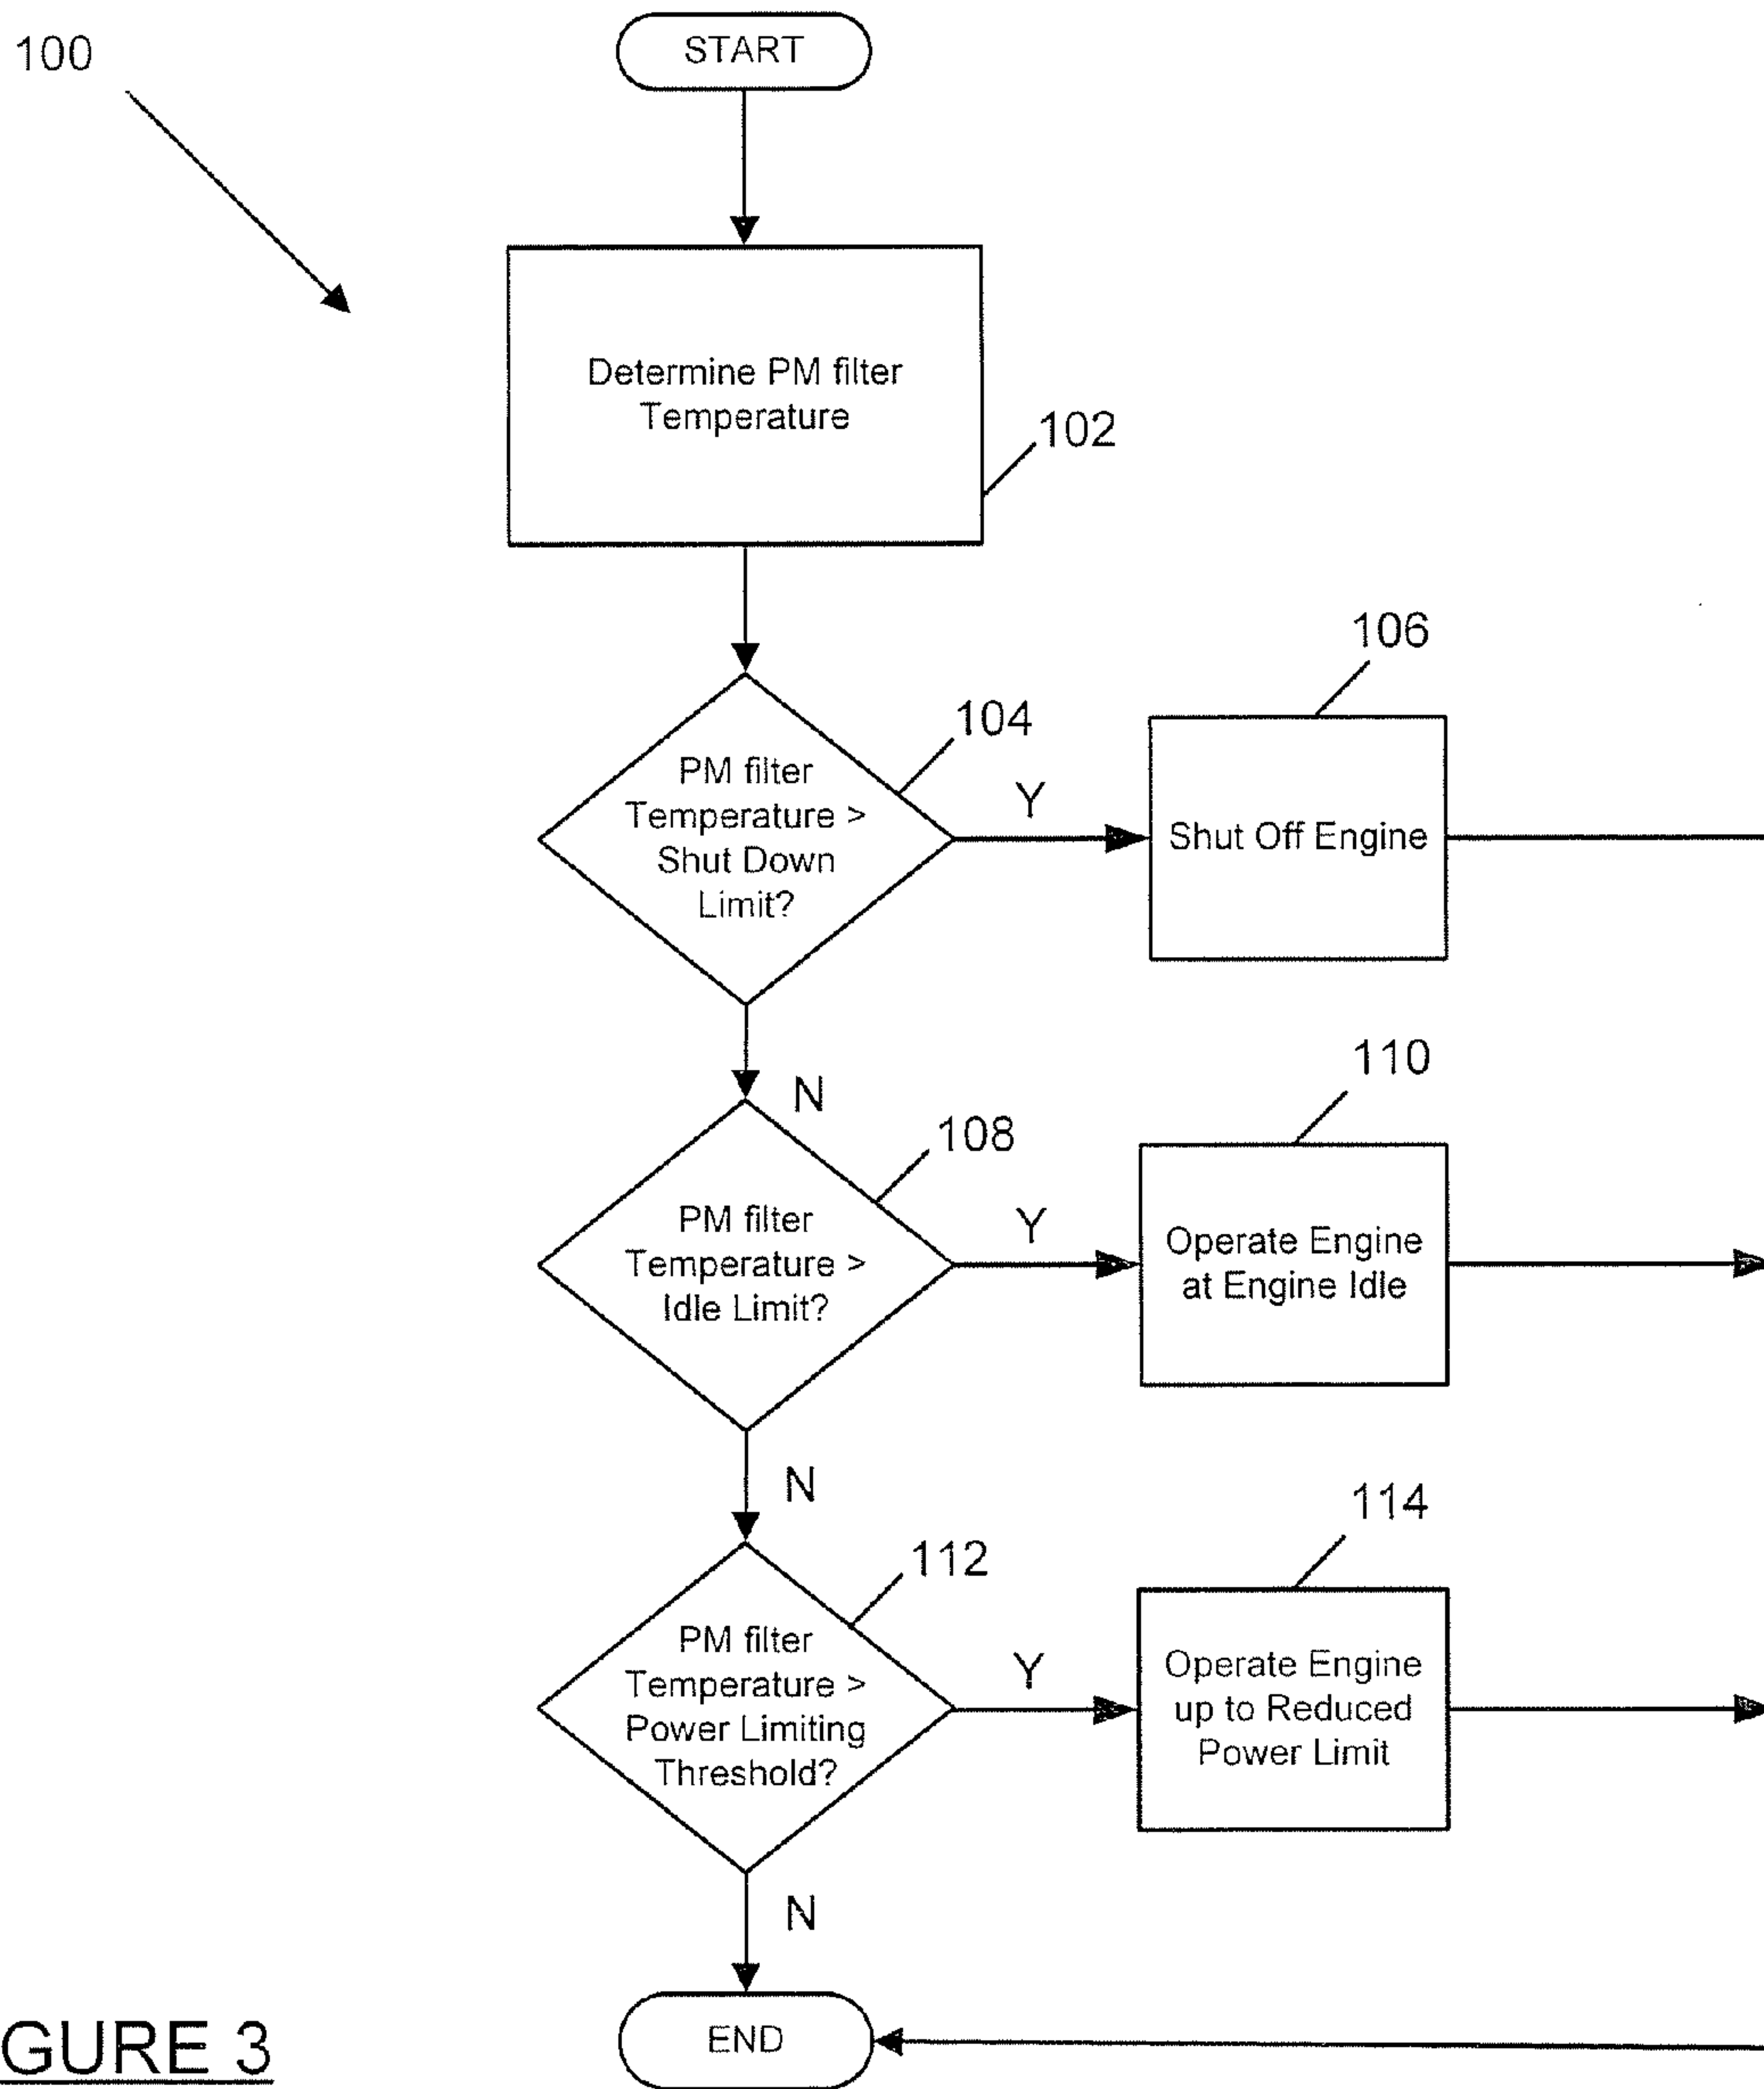 100
START
Determine PM filter
Temperature
102
PM filter
Temperature >
Shut Down
Limit?
104
Y
106
Shut Off Engine
N
PM filter
Temperature >
Idle Limit?
108
Y
110
Operate Engine
at Engine Idle
N
PM filter
Temperature >
Power Limiting
Threshold?
112
Y
114
Operate Engine
up to Reduced
Power Limit
N
END
GURE 3